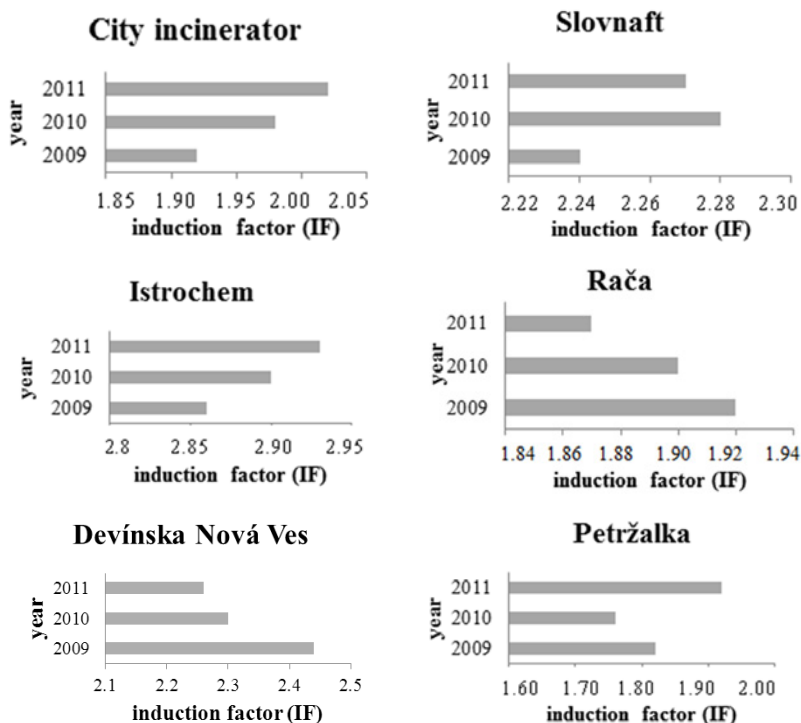 City incinerator
year
2011
2010
2009
1.85 1.90 1.95 2.00 2.05
induction factor (IF)
Slovnaft
year
2011
2010
2009
2.22 2.24 2.26 2.28 2.30
induction factor (IF)
Istrochem
year
2011
2010
2009
2.8 2.85 2.90 2.95
induction factor (IF)
Rača
year
2011
2010
2009
1.84 1.86 1.88 1.90 1.92 1.94
induction factor (IF)
Devínska Nová Ves
year
2011
2010
2009
2.1 2.2 2.3 2.4 2.5
induction factor (IF)
Petržalka
year
2011
2010
2009
1.60 1.70 1.80 1.90 2.00
induction factor (IF)